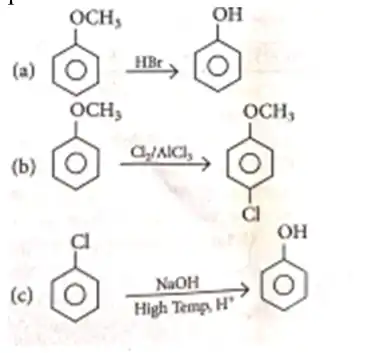 OCH₃
OH
(a)
HBr
OCH₃
OCH₃
(b)
Cl₂/AlCl₃
Cl
Cl
OH
(c)
NaOH
High Temp, H⁺